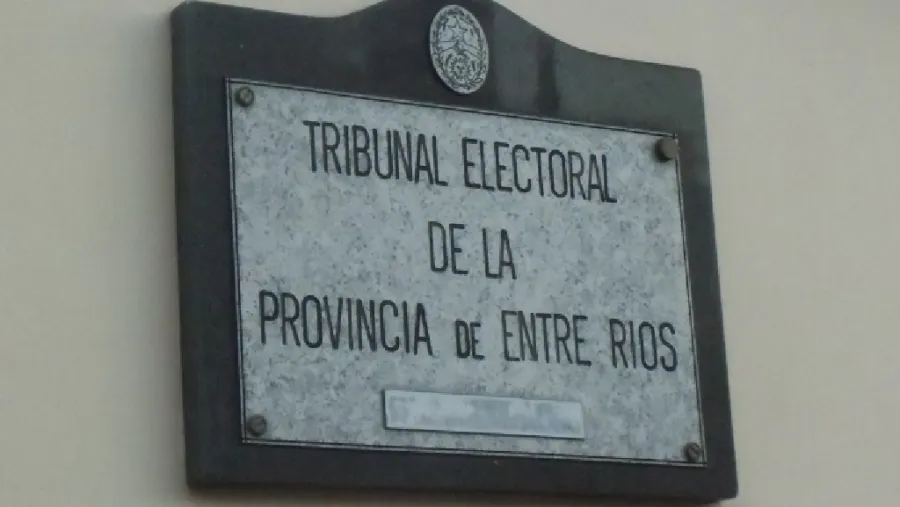 TRIBUNAL ELECTORAL
DE LA
PROVINCIA DE ENTRE RIOS